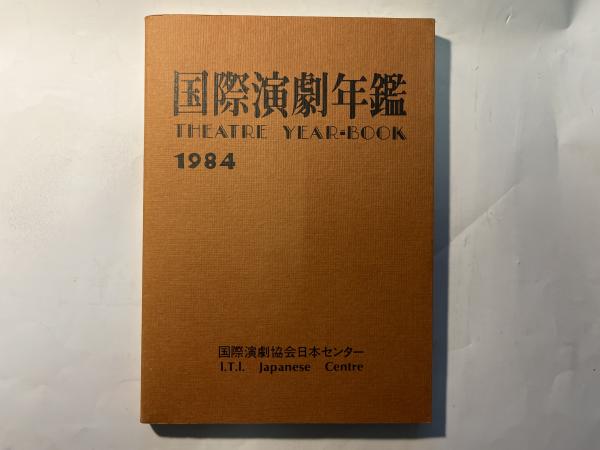 国際演劇年鑑
THEATRE YEAR-BOOK
1984
国際演劇協会日本センター
I.T.I. Japanese Centre